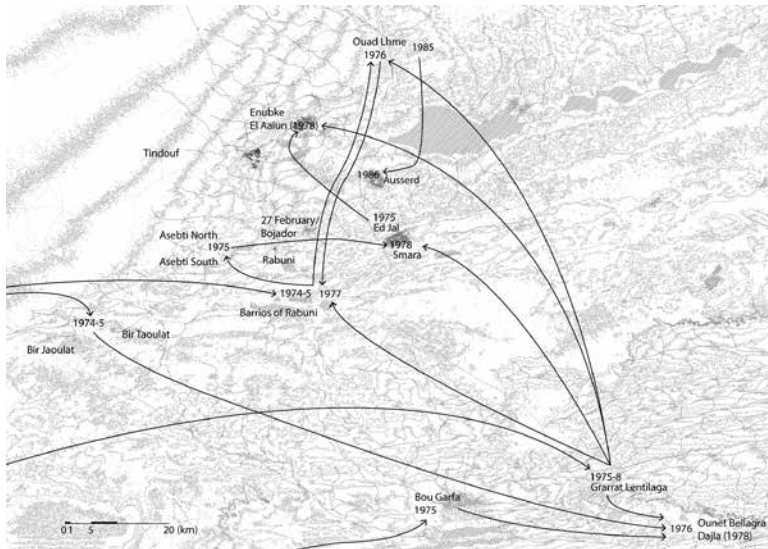 Ouad Lhme
1976
1985
Enubke
El Aaiun (1978)
Tindouf
1986
Ausserd
1975
Ed Jal
27 February/
Bojador
Asebti North
1975
1978
Smara
Asebti South
Rabuni
1974-5
1977
Barrios of Rabuni
1974-5
Bir Taoulat
Bir Jaoulat
1975-8
Grarrat Lentilaga
Bou Garfa
1975
1976
Ounet Bellagra
Dajla (1978)
0 1 5 20 (km)